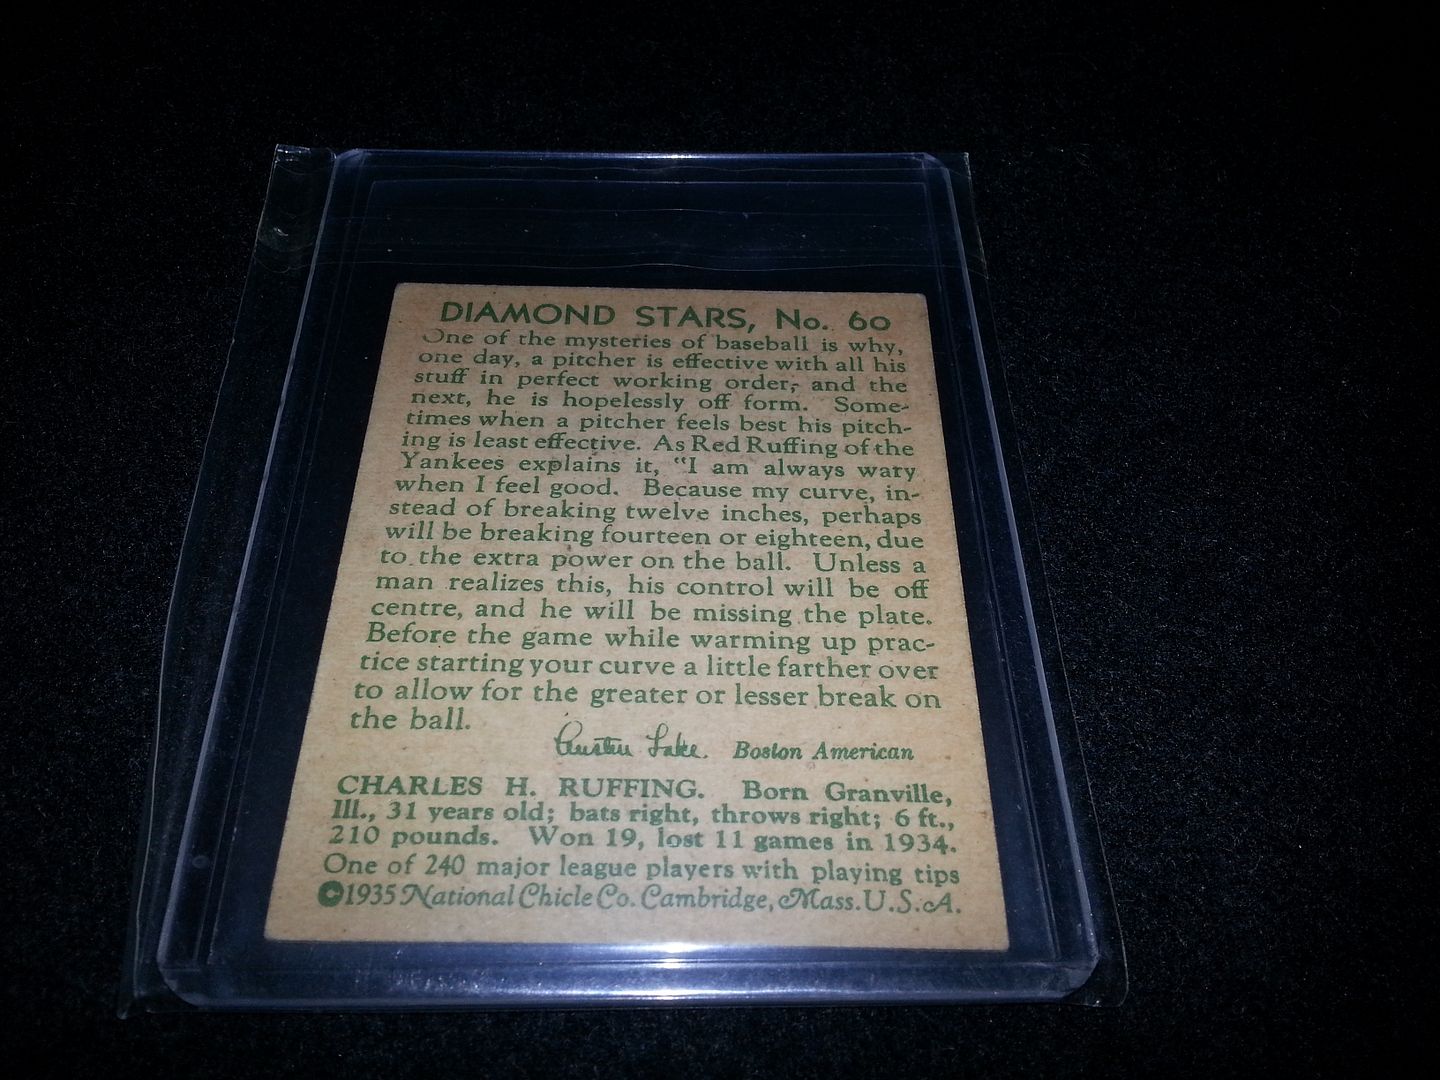 DIAMOND STARS, No. 60
One of the mysteries of baseball is why,
one day, a pitcher is effective with all his
stuff in perfect working order, and the
next, he is hopelessly off form. Some-
times when a pitcher feels best his pitch-
ing is least effective. As Red Ruffing of the
Yankees explains it, "I am always wary
when I feel good. Because my curve, in-
stead of breaking twelve inches, perhaps
will be breaking fourteen or eighteen, due
to the extra power on the ball. Unless a
man realizes this, his control will be off
centre, and he will be missing the plate.
Before the game while warming up prac-
tice starting your curve a little farther over
to allow for the greater or lesser break on
the ball.
Austen Lake. Boston American
CHARLES H. RUFFING. Born Granville,
Ill., 31 years old; bats right, throws right; 6 ft.,
210 pounds. Won 19, lost 11 games in 1934.
One of 240 major league players with playing tips
©1935 National Chicle Co. Cambridge, Mass. U.S.A.